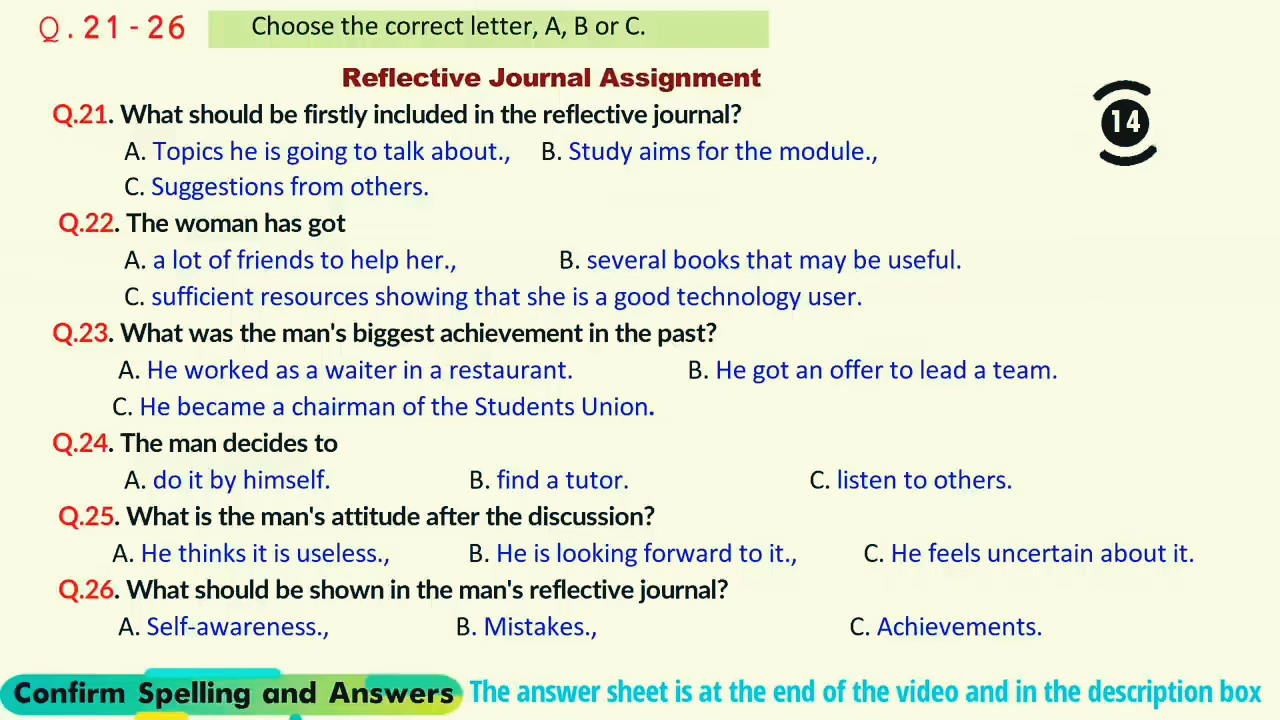 Q.21-26 Choose the correct letter, A, B or C.
Reflective Journal Assignment
14
Q.21. What should be firstly included in the reflective journal?
A. Topics he is going to talk about., B. Study aims for the module.,
C. Suggestions from others.
Q.22. The woman has got
A. a lot of friends to help her., B. several books that may be useful.
C. sufficient resources showing that she is a good technology user.
Q.23. What was the man's biggest achievement in the past?
A. He worked as a waiter in a restaurant. B. He got an offer to lead a team.
C. He became a chairman of the Students Union.
Q.24. The man decides to
A. do it by himself. B. find a tutor. C. listen to others.
Q.25. What is the man's attitude after the discussion?
A. He thinks it is useless., B. He is looking forward to it., C. He feels uncertain about it.
Q.26. What should be shown in the man's reflective journal?
A. Self-awareness., B. Mistakes., C. Achievements.
Confirm Spelling and Answers The answer sheet is at the end of the video and in the description box